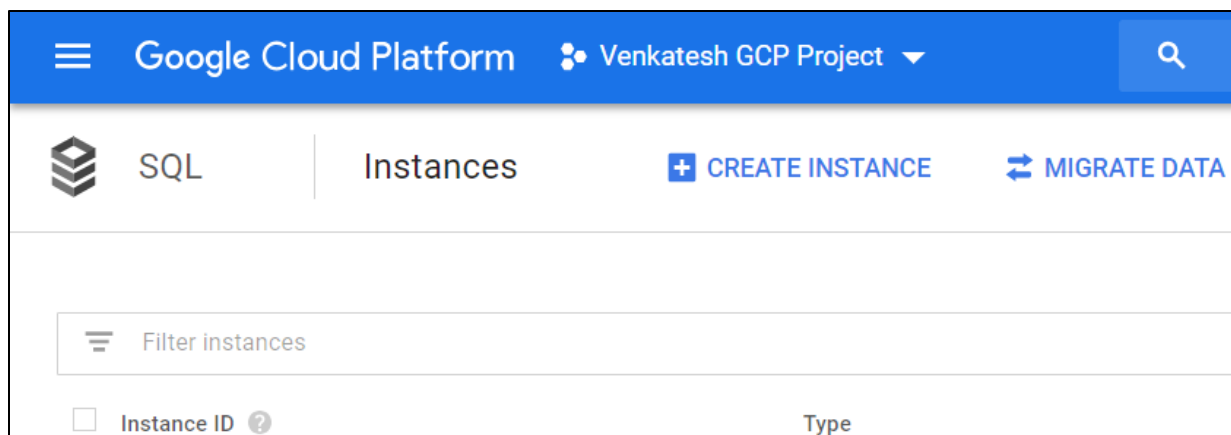 Google Cloud Platform Venkatesh GCP Project
SQL Instances CREATE INSTANCE MIGRATE DATA
Filter instances
Instance ID ? Type